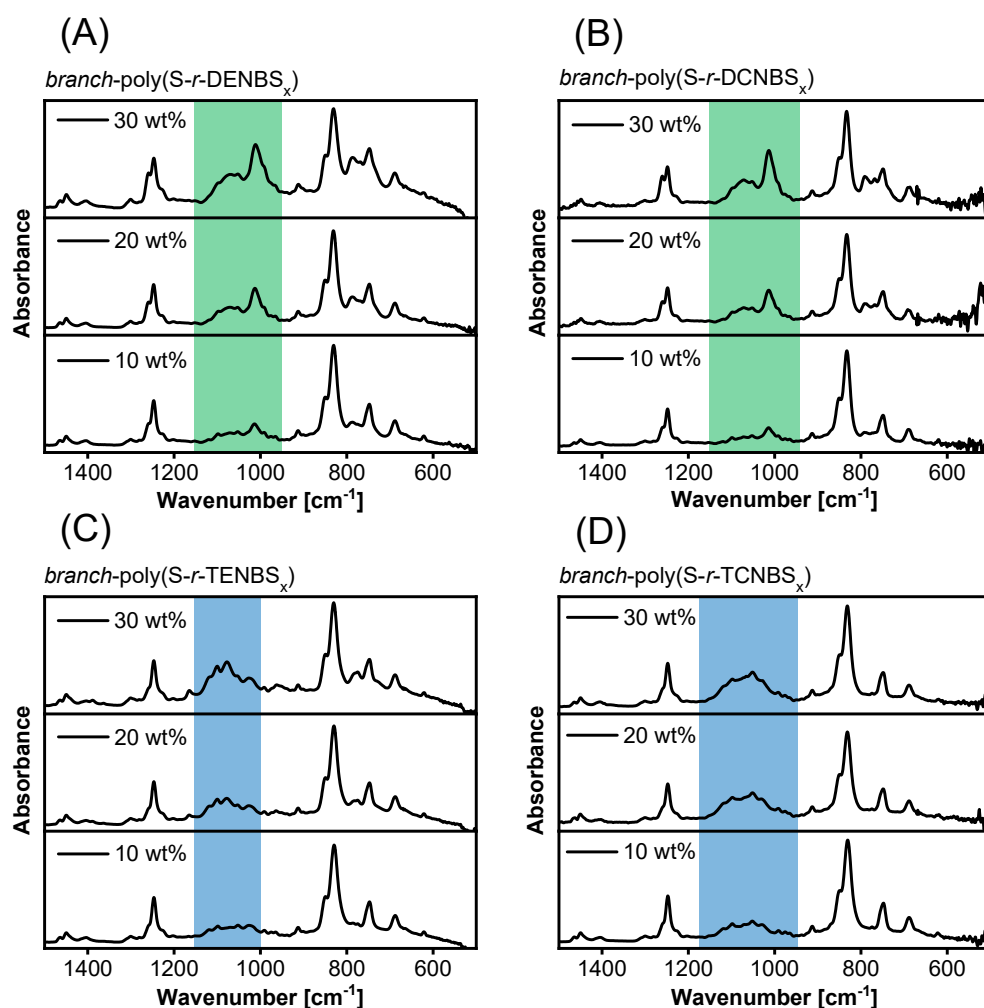 (A)
branch-poly(S-r-DENBSₓ)
30 wt%
20 wt%
10 wt%
Absorbance
1400 1200 1000 800 600
Wavenumber [cm⁻¹]
(B)
branch-poly(S-r-DCNBSₓ)
30 wt%
20 wt%
10 wt%
Absorbance
1400 1200 1000 800 600
Wavenumber [cm⁻¹]
(C)
branch-poly(S-r-TENBSₓ)
30 wt%
20 wt%
10 wt%
Absorbance
1400 1200 1000 800 600
Wavenumber [cm⁻¹]
(D)
branch-poly(S-r-TCNBSₓ)
30 wt%
20 wt%
10 wt%
Absorbance
1400 1200 1000 800 600
Wavenumber [cm⁻¹]